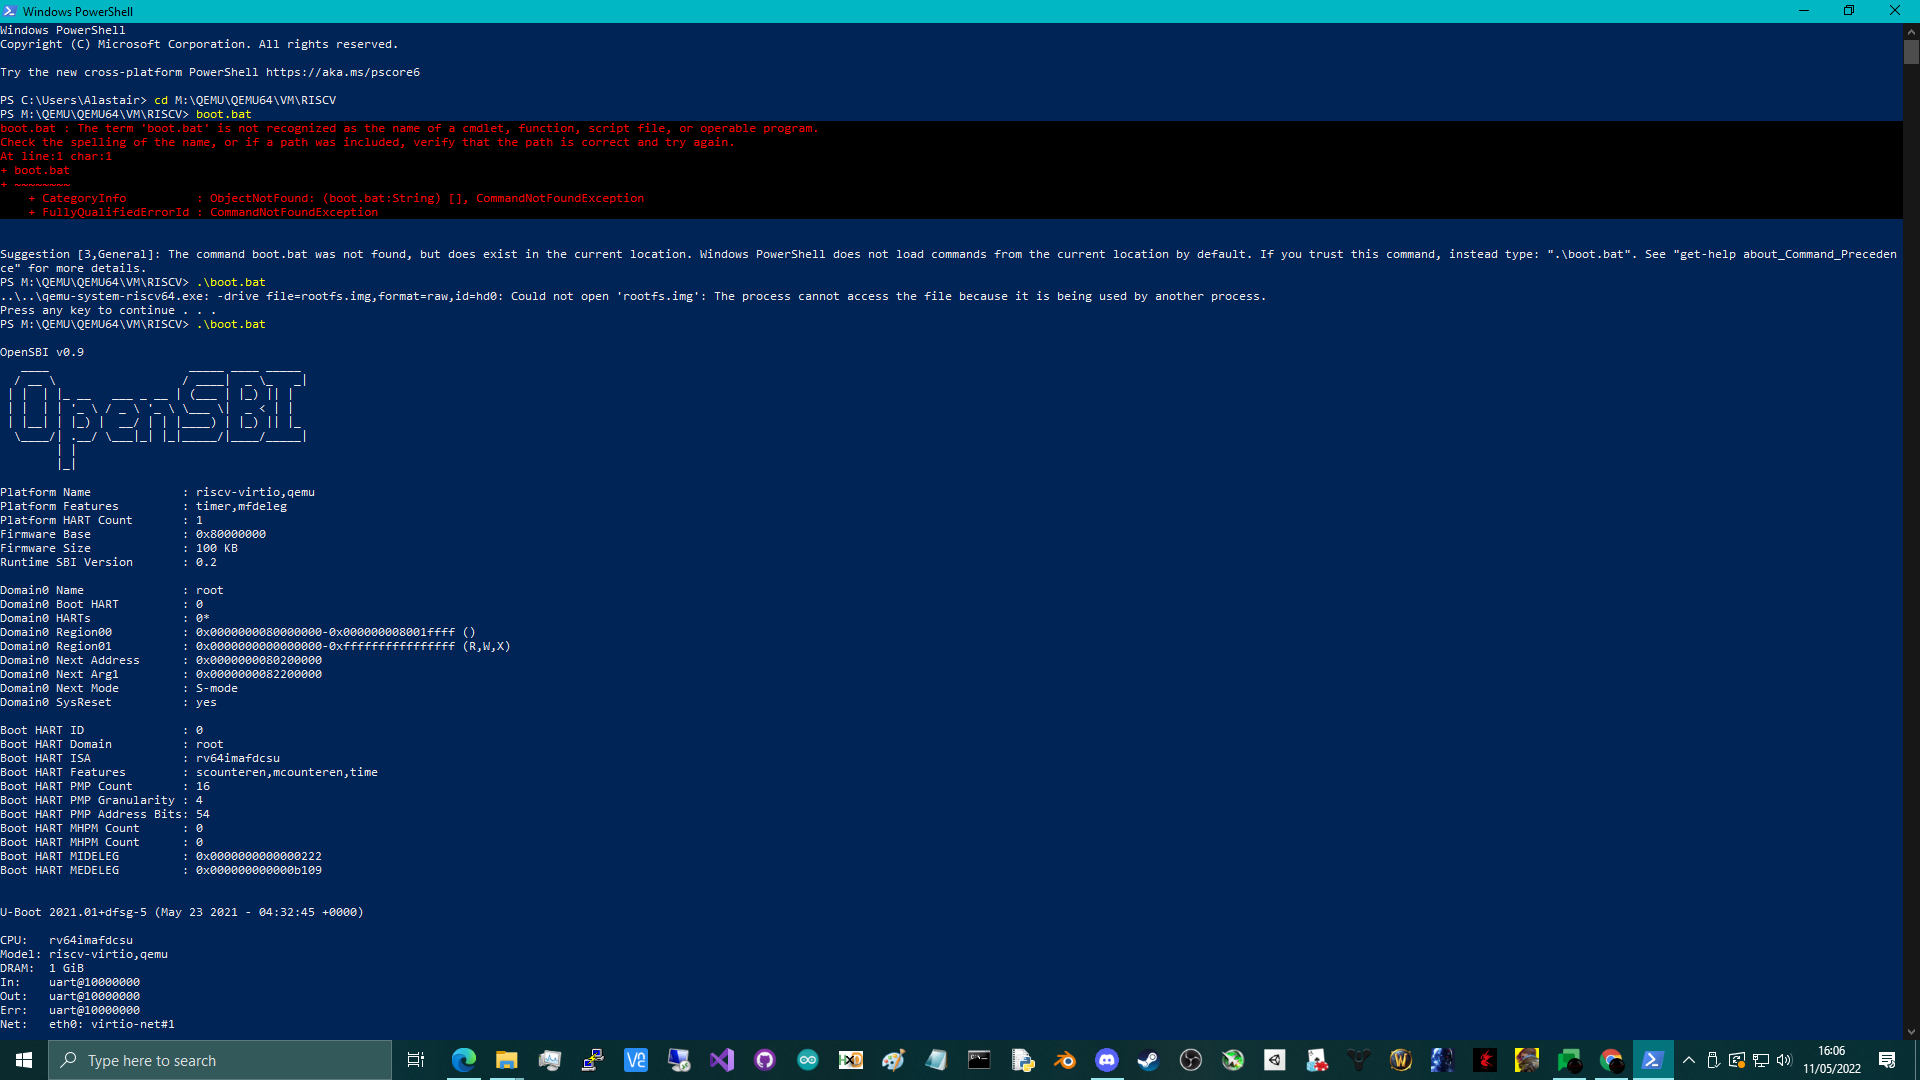 Windows PowerShell
Windows PowerShell
Copyright (C) Microsoft Corporation. All rights reserved.
Try the new cross-platform PowerShell https://aka.ms/pscore6
PS C:\Users\Alastair> cd M:\QEMU\QEMU64\VM\RISCV
PS M:\QEMU\QEMU64\VM\RISCV> boot.bat
boot.bat : The term 'boot.bat' is not recognized as the name of a cmdlet, function, script file, or operable program.
Check the spelling of the name, or if a path was included, verify that the path is correct and try again.
At line:1 char:1
+ boot.bat
+ ~~~~~~~~
    + CategoryInfo          : ObjectNotFound: (boot.bat:String) [], CommandNotFoundException
    + FullyQualifiedErrorId : CommandNotFoundException
Suggestion [3,General]: The command boot.bat was not found, but does exist in the current location. Windows PowerShell does not load commands from the current location by default. If you trust this command, instead type: ".\boot.bat". See "get-help about_Command_Preceden
ce" for more details.
PS M:\QEMU\QEMU64\VM\RISCV> .\boot.bat
..\..\qemu-system-riscv64.exe: -drive file=rootfs.img,format=raw,id=hd0: Could not open 'rootfs.img': The process cannot access the file because it is being used by another process.
Press any key to continue . . .
PS M:\QEMU\QEMU64\VM\RISCV> .\boot.bat
OpenSBI v0.9
OpenSBI
Platform Name             : riscv-virtio,qemu
Platform Features         : timer,mfdeleg
Platform HART Count       : 1
Firmware Base             : 0x80000000
Firmware Size             : 100 KB
Runtime SBI Version       : 0.2
Domain0 Name              : root
Domain0 Boot HART         : 0
Domain0 HARTs             : 0*
Domain0 Region00          : 0x0000000080000000-0x000000008001ffff ()
Domain0 Region01          : 0x0000000000000000-0xffffffffffffffff (R,W,X)
Domain0 Next Address      : 0x0000000080200000
Domain0 Next Arg1         : 0x0000000082200000
Domain0 Next Mode         : S-mode
Domain0 SysReset          : yes
Boot HART ID              : 0
Boot HART Domain          : root
Boot HART ISA             : rv64imafdcsu
Boot HART Features        : scounteren,mcounteren,time
Boot HART PMP Count       : 16
Boot HART PMP Granularity : 4
Boot HART PMP Address Bits: 54
Boot HART MHPM Count      : 0
Boot HART MHPM Count      : 0
Boot HART MIDELEG         : 0x0000000000000222
Boot HART MEDELEG         : 0x000000000000b109
U-Boot 2021.01+dfsg-5 (May 23 2021 - 04:32:45 +0000)
CPU:   rv64imafdcsu
Model: riscv-virtio,qemu
DRAM:  1 GiB
In:    uart@10000000
Out:   uart@10000000
Err:   uart@10000000
Net:   eth0: virtio-net#1
Type here to search
16:06
11/05/2022